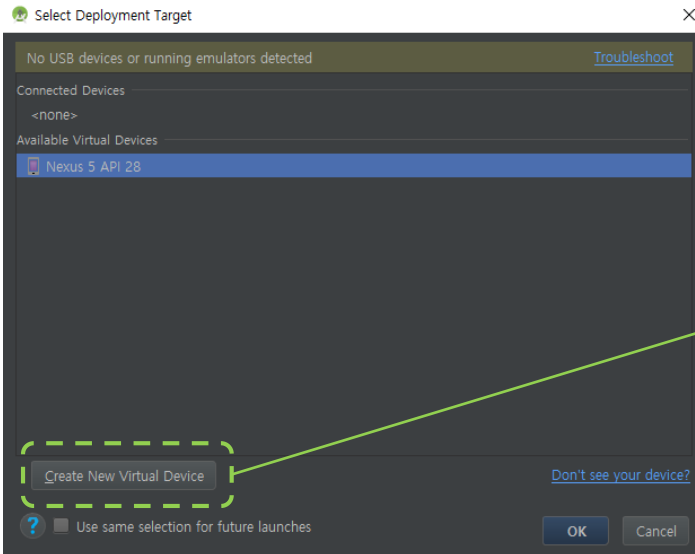 Select Deployment Target
No USB devices or running emulators detected Troubleshoot
Connected Devices
<none>
Available Virtual Devices
Nexus 5 API 28
Create New Virtual Device Don't see your device?
? Use same selection for future launches OK Cancel